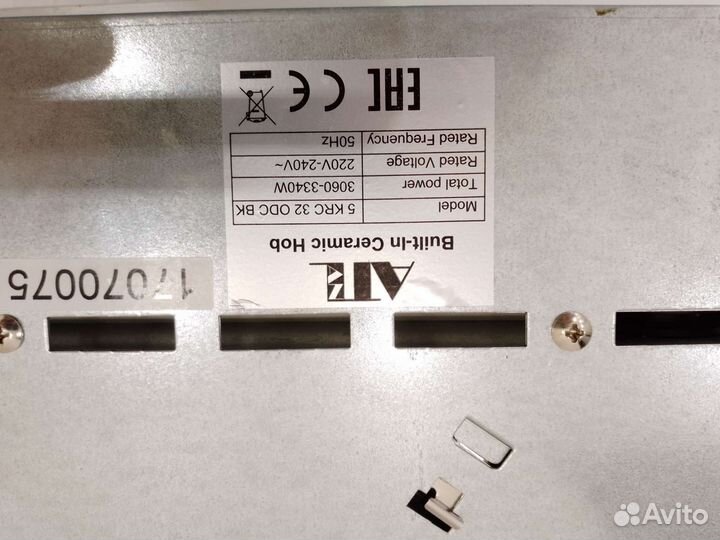 Built-In Ceramic Hob
Model 5 KRC 32 ODC BK
Total power 3060-3340W
Rated Voltage 220V-240V~
Rated Frequency 50Hz
CE EAC
17070075
Avito